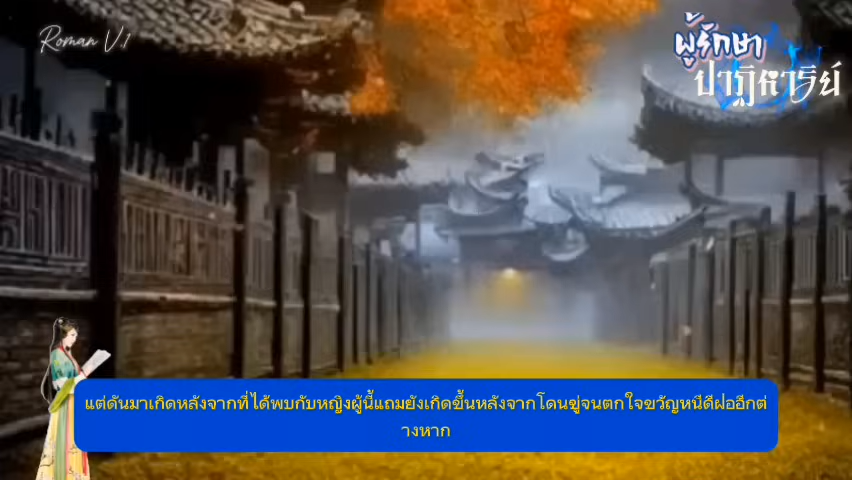 Roman V.1
ผู้รักษา
ปาฏิหาริย์
แต่ดันมาเกิดหลังจากที่ได้พบกับหญิงผู้นี้แถมยังเกิดขึ้นหลังจากโดนขู่จนตกใจขวัญหนีดีฝ่ออีกต่
างหาก